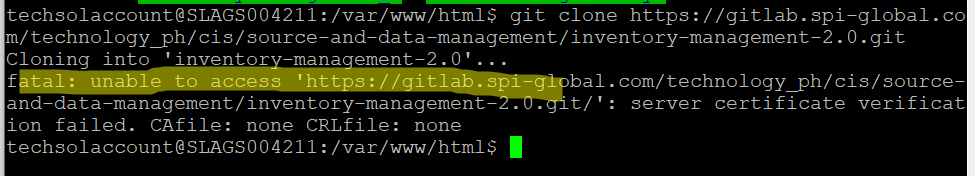 techsolaccount@SLAGS004211:/var/www/html$ git clone https://gitlab.spi-global.co
m/technology_ph/cis/source-and-data-management/inventory-management-2.0.git
Cloning into 'inventory-management-2.0'...
fatal: unable to access 'https://gitlab.spi-global.com/technology_ph/cis/source-
and-data-management/inventory-management-2.0.git/': server certificate verificat
ion failed. CAfile: none CRLfile: none
techsolaccount@SLAGS004211:/var/www/html$